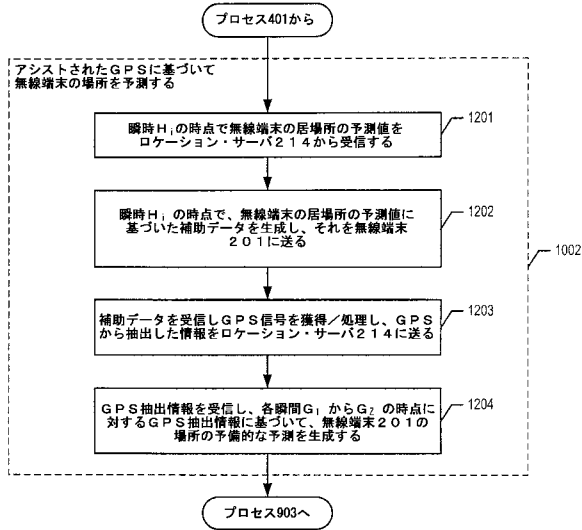 プロセス401から
アシストされたGPSに基づいて
無線端末の場所を予測する
瞬時Hiの時点で無線端末の居場所の予測値を
ロケーション・サーバ214から受信する
1201
瞬時Hiの時点で、無線端末の居場所の予測値に
基づいた補助データを生成し、それを無線端末
201に送る
1202
1002
補助データを受信しGPS信号を獲得/処理し、GPS
から抽出した情報をロケーション・サーバ214に送る
1203
GPS抽出情報を受信し、各瞬間G1からG2の時点に
対するGPS抽出情報に基づいて、無線端末201の
場所の予備的な予測を生成する
1204
プロセス903へ